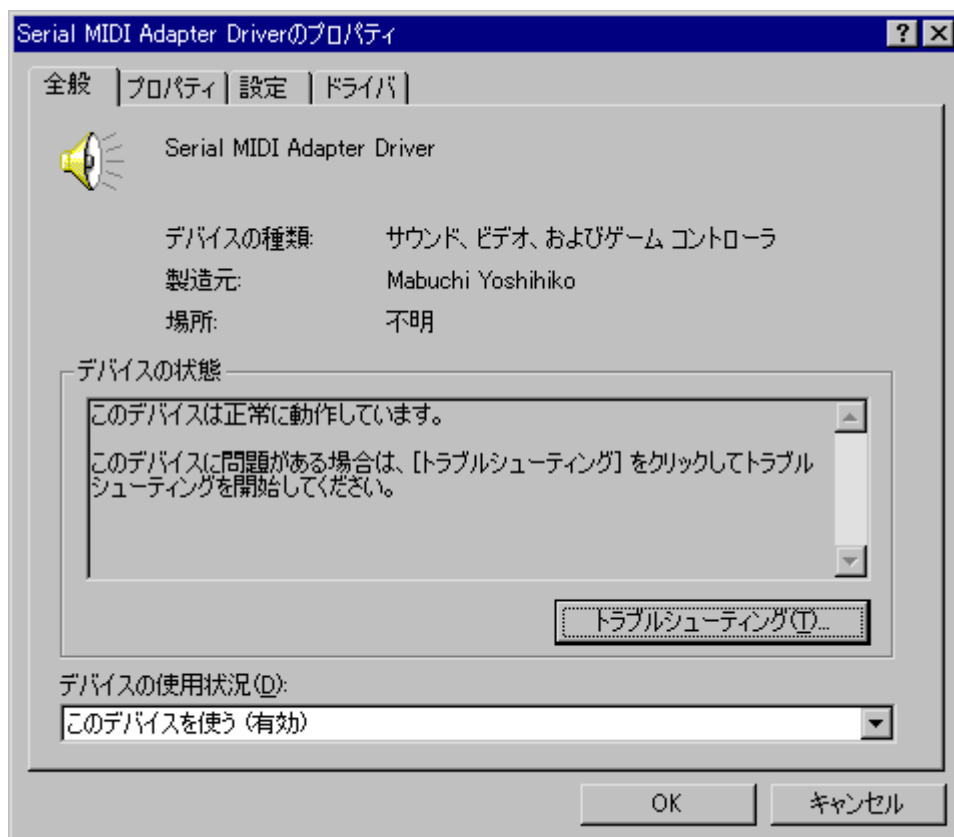 Serial MIDI Adapter Driverのプロパティ
全般 プロパティ 設定 ドライバ
Serial MIDI Adapter Driver
デバイスの種類: サウンド、ビデオ、およびゲーム コントローラ
製造元: Mabuchi Yoshihiko
場所: 不明
デバイスの状態
このデバイスは正常に動作しています。
このデバイスに問題がある場合は、[トラブルシューティング] をクリックしてトラブル
シューティングを開始してください。
トラブルシューティング(T)...
デバイスの使用状況(D):
このデバイスを使う (有効)
OK キャンセル